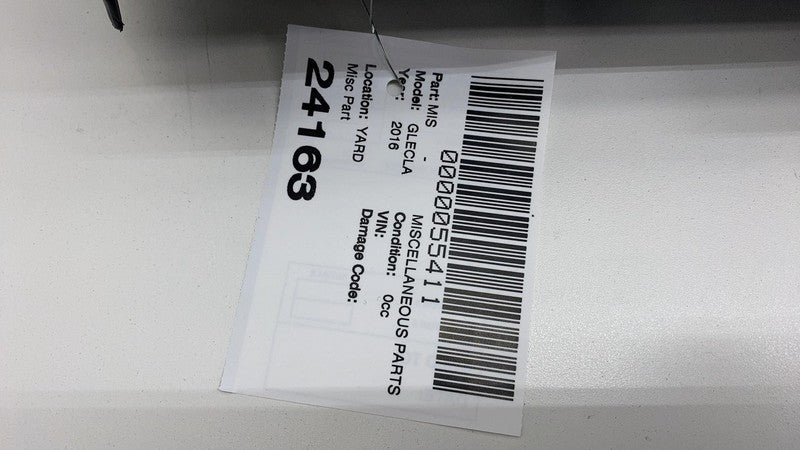 0000055411
Part: MIS - MISCELLANEOUS PARTS
Model: GLECLA Condition: 0cc
Year: 2016 VIN:
Damage Code:
Location: YARD
Misc Part
24163